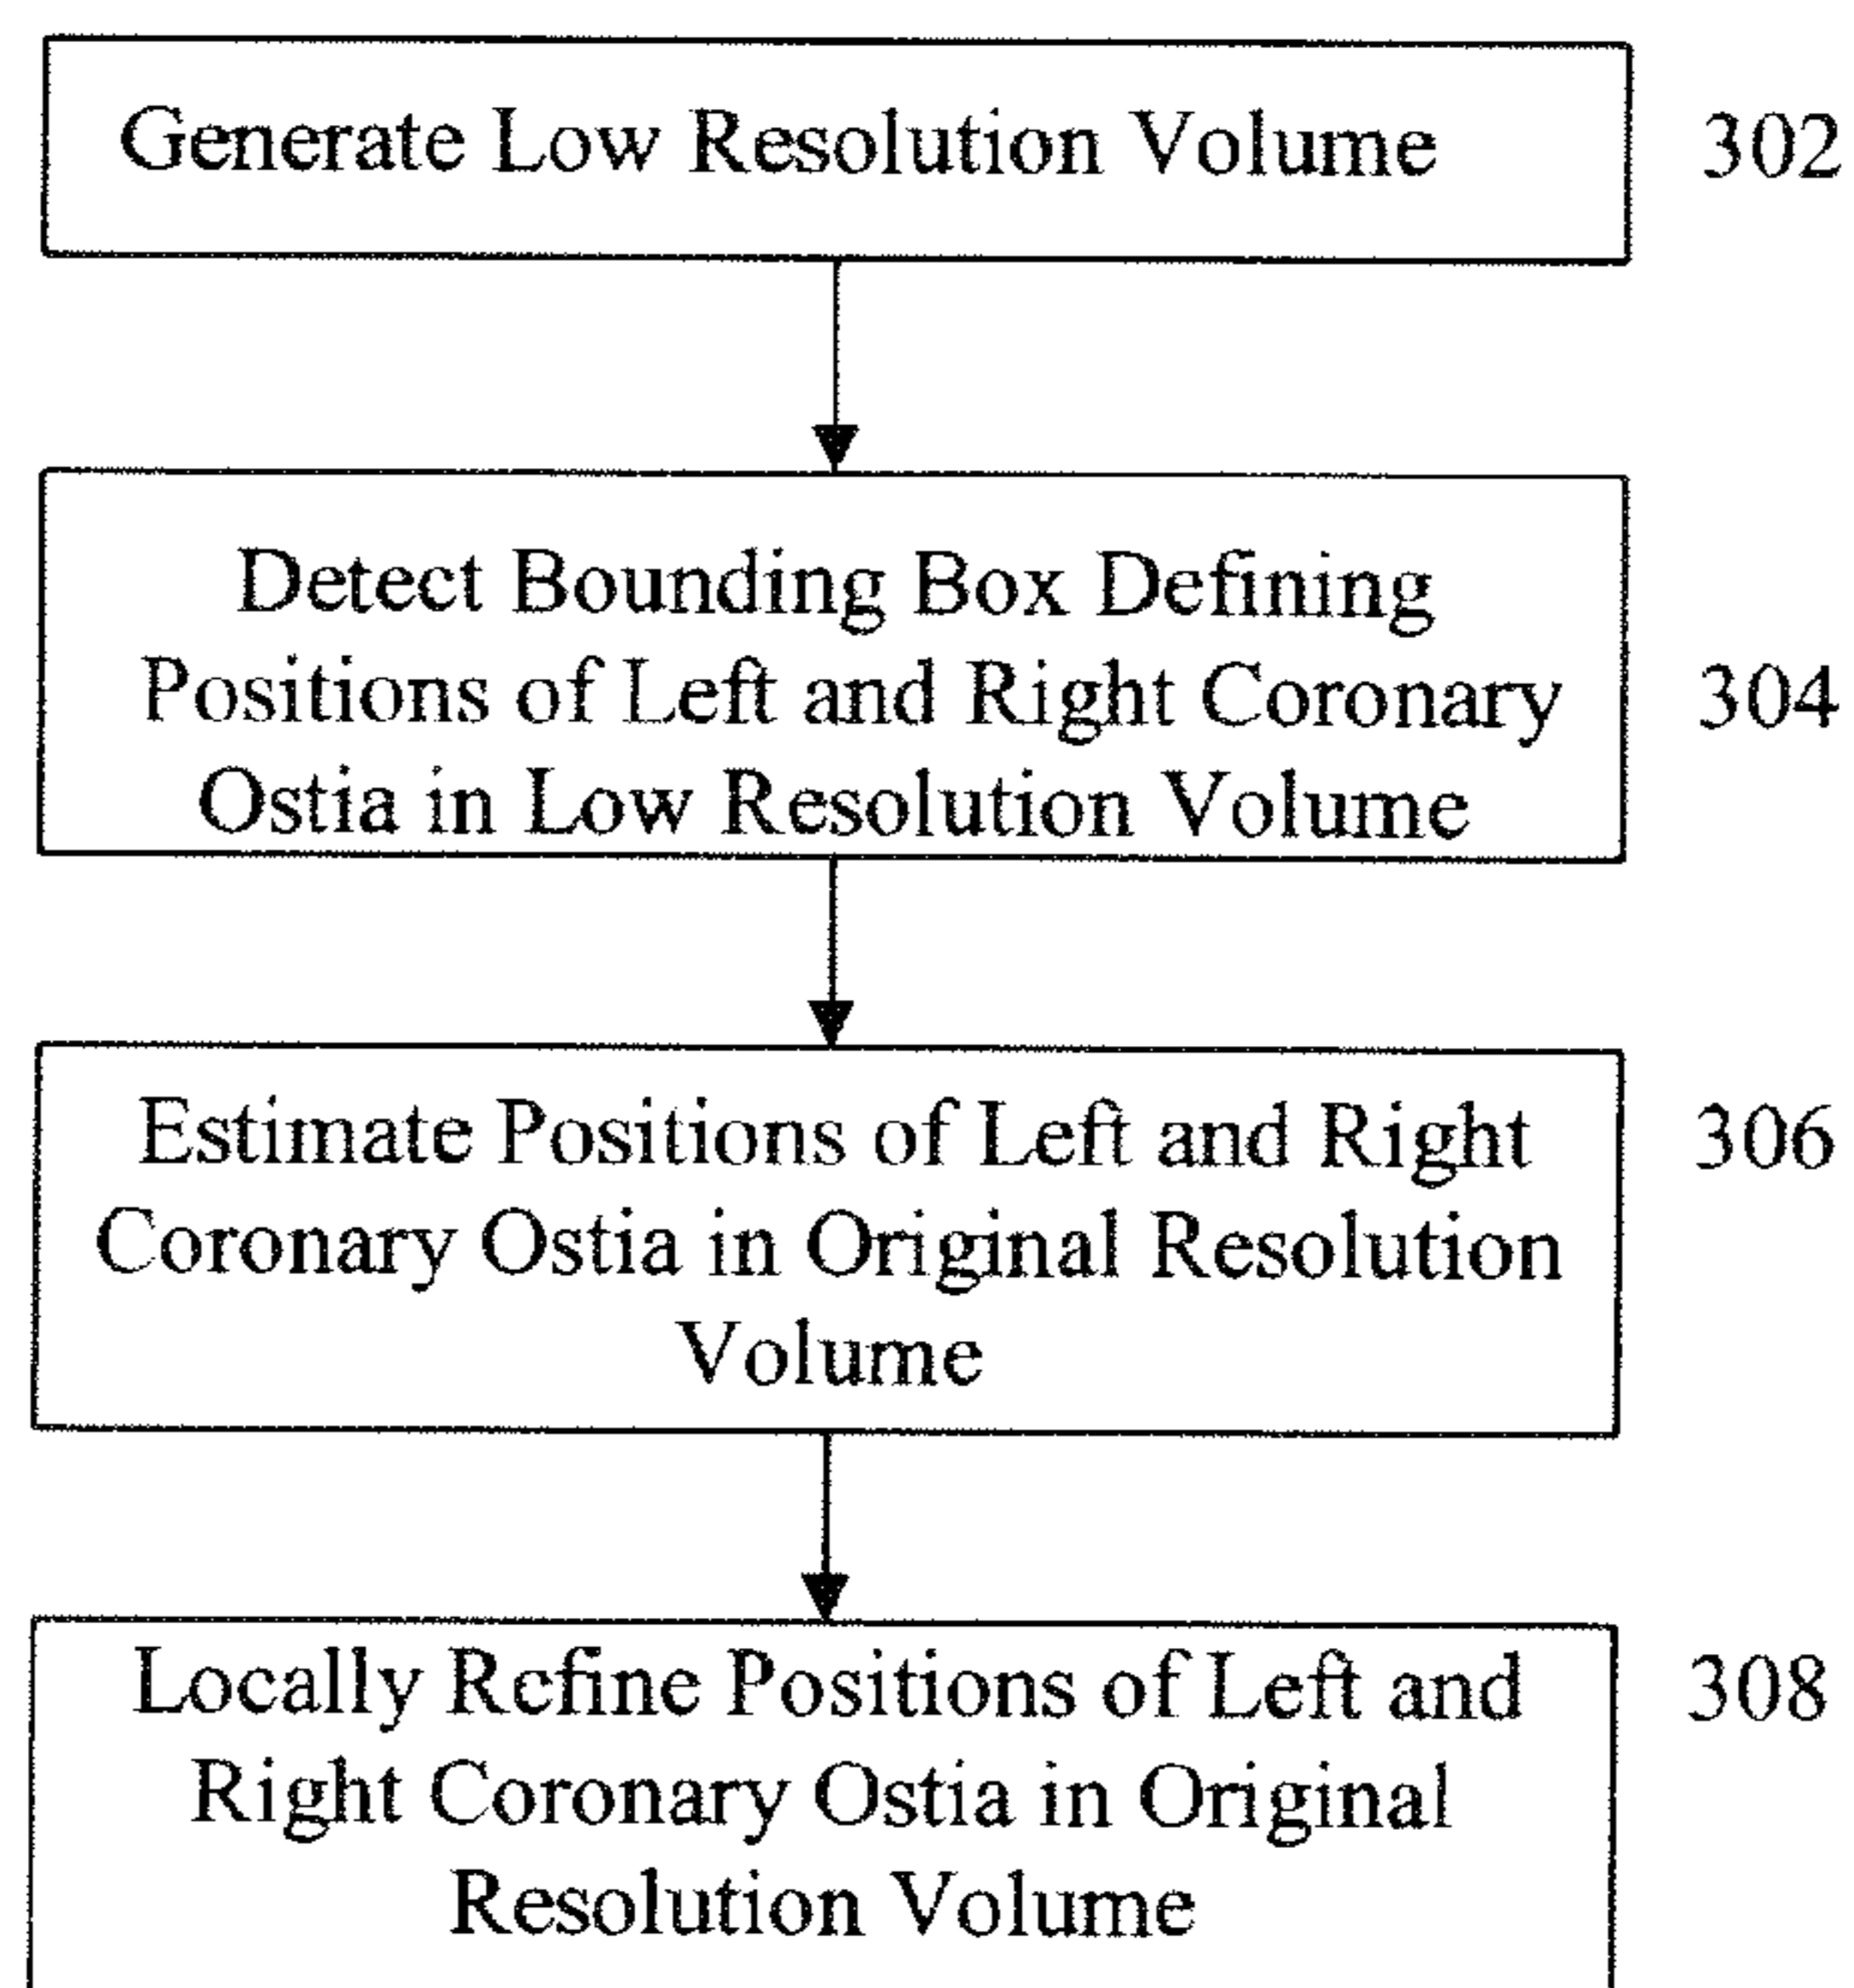 Generate Low Resolution Volume 302
Detect Bounding Box Defining
Positions of Left and Right Coronary 304
Ostia in Low Resolution Volume
Estimate Positions of Left and Right 306
Coronary Ostia in Original Resolution
Volume
Locally Refine Positions of Left and 308
Right Coronary Ostia in Original
Resolution Volume